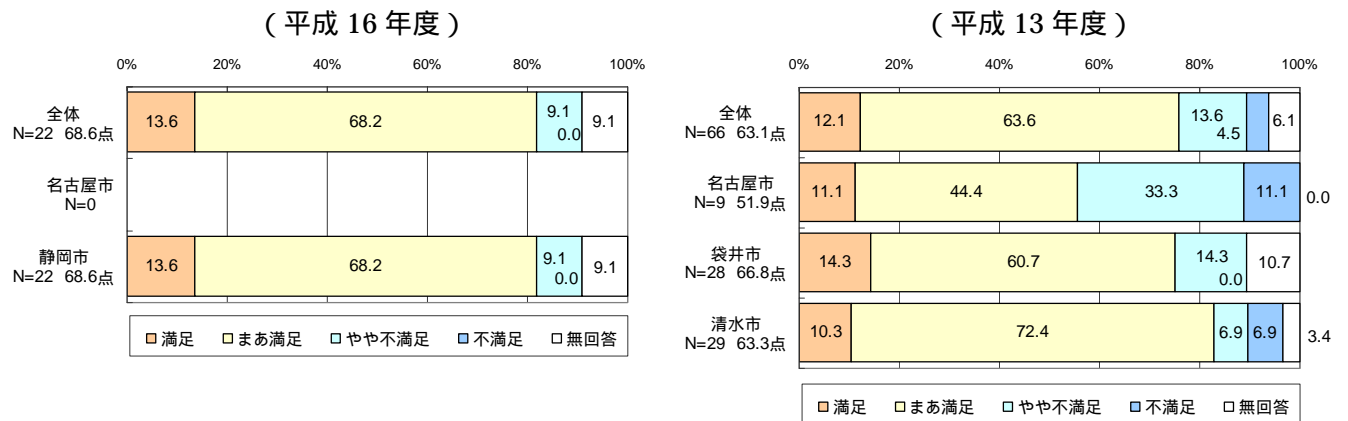 (平成 16 年度)
0% 20% 40% 60% 80% 100%
全体
N=22 68.6点
13.6 68.2 9.1 0.0 9.1
名古屋市
N=0
静岡市
N=22 68.6点
13.6 68.2 9.1 0.0 9.1
満足 まあ満足 やや不満足 不満足 無回答
(平成 13 年度)
0% 20% 40% 60% 80% 100%
全体
N=66 63.1点
12.1 63.6 13.6 4.5 6.1
名古屋市
N=9 51.9点
11.1 44.4 33.3 11.1 0.0
袋井市
N=28 66.8点
14.3 60.7 14.3 0.0 10.7
清水市
N=29 63.3点
10.3 72.4 6.9 6.9 3.4
満足 まあ満足 やや不満足 不満足 無回答